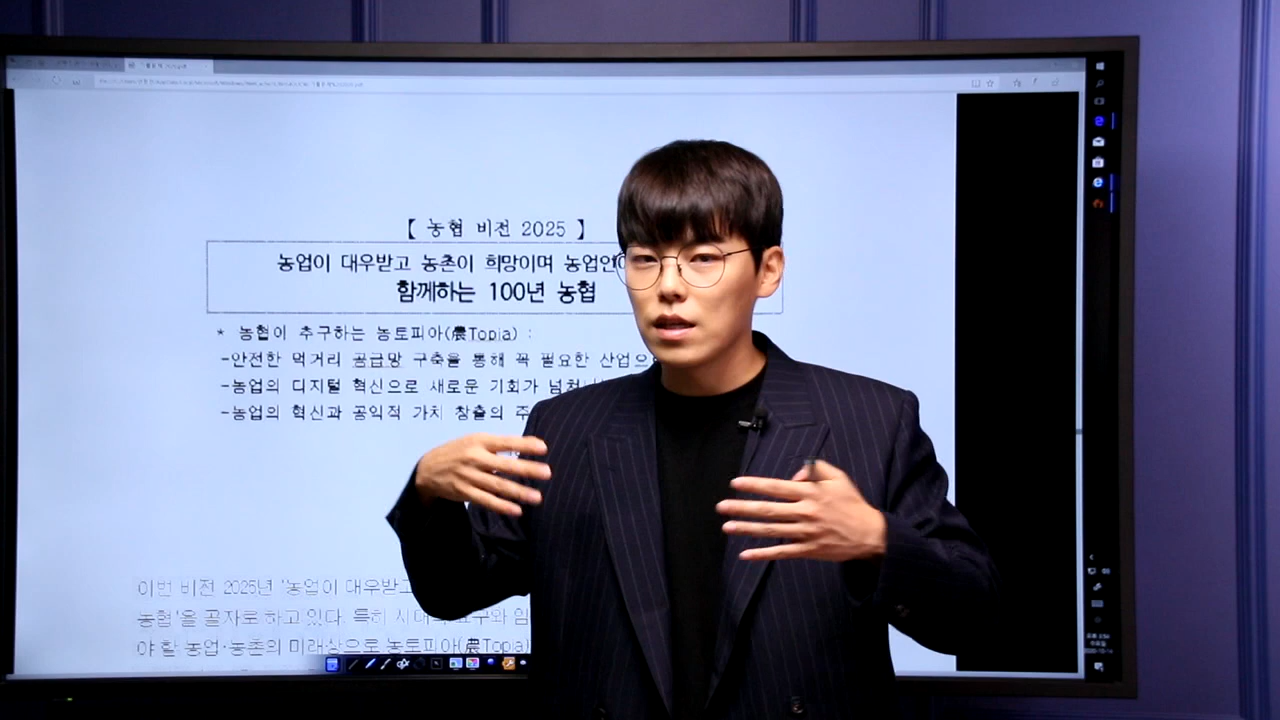 【 농협 비전 2025 】
농업이 대우받고 농촌이 희망이며 농업인이
함께하는 100년 농협
* 농협이 추구하는 농토피아(農Topia) :
-안전한 먹거리 공급망 구축을 통해 꼭 필요한 산업으
-농업의 디지털 혁신으로 새로운 기회가 넘쳐
-농업의 혁신과 공익적 가치 창출의 주
이번 비전 2025년 '농업이 대우받고
농협'을 골자로 하고 있다. 특히 시대 요구와
야 할 농업·농촌의 미래상으로 농토피아(農Topia